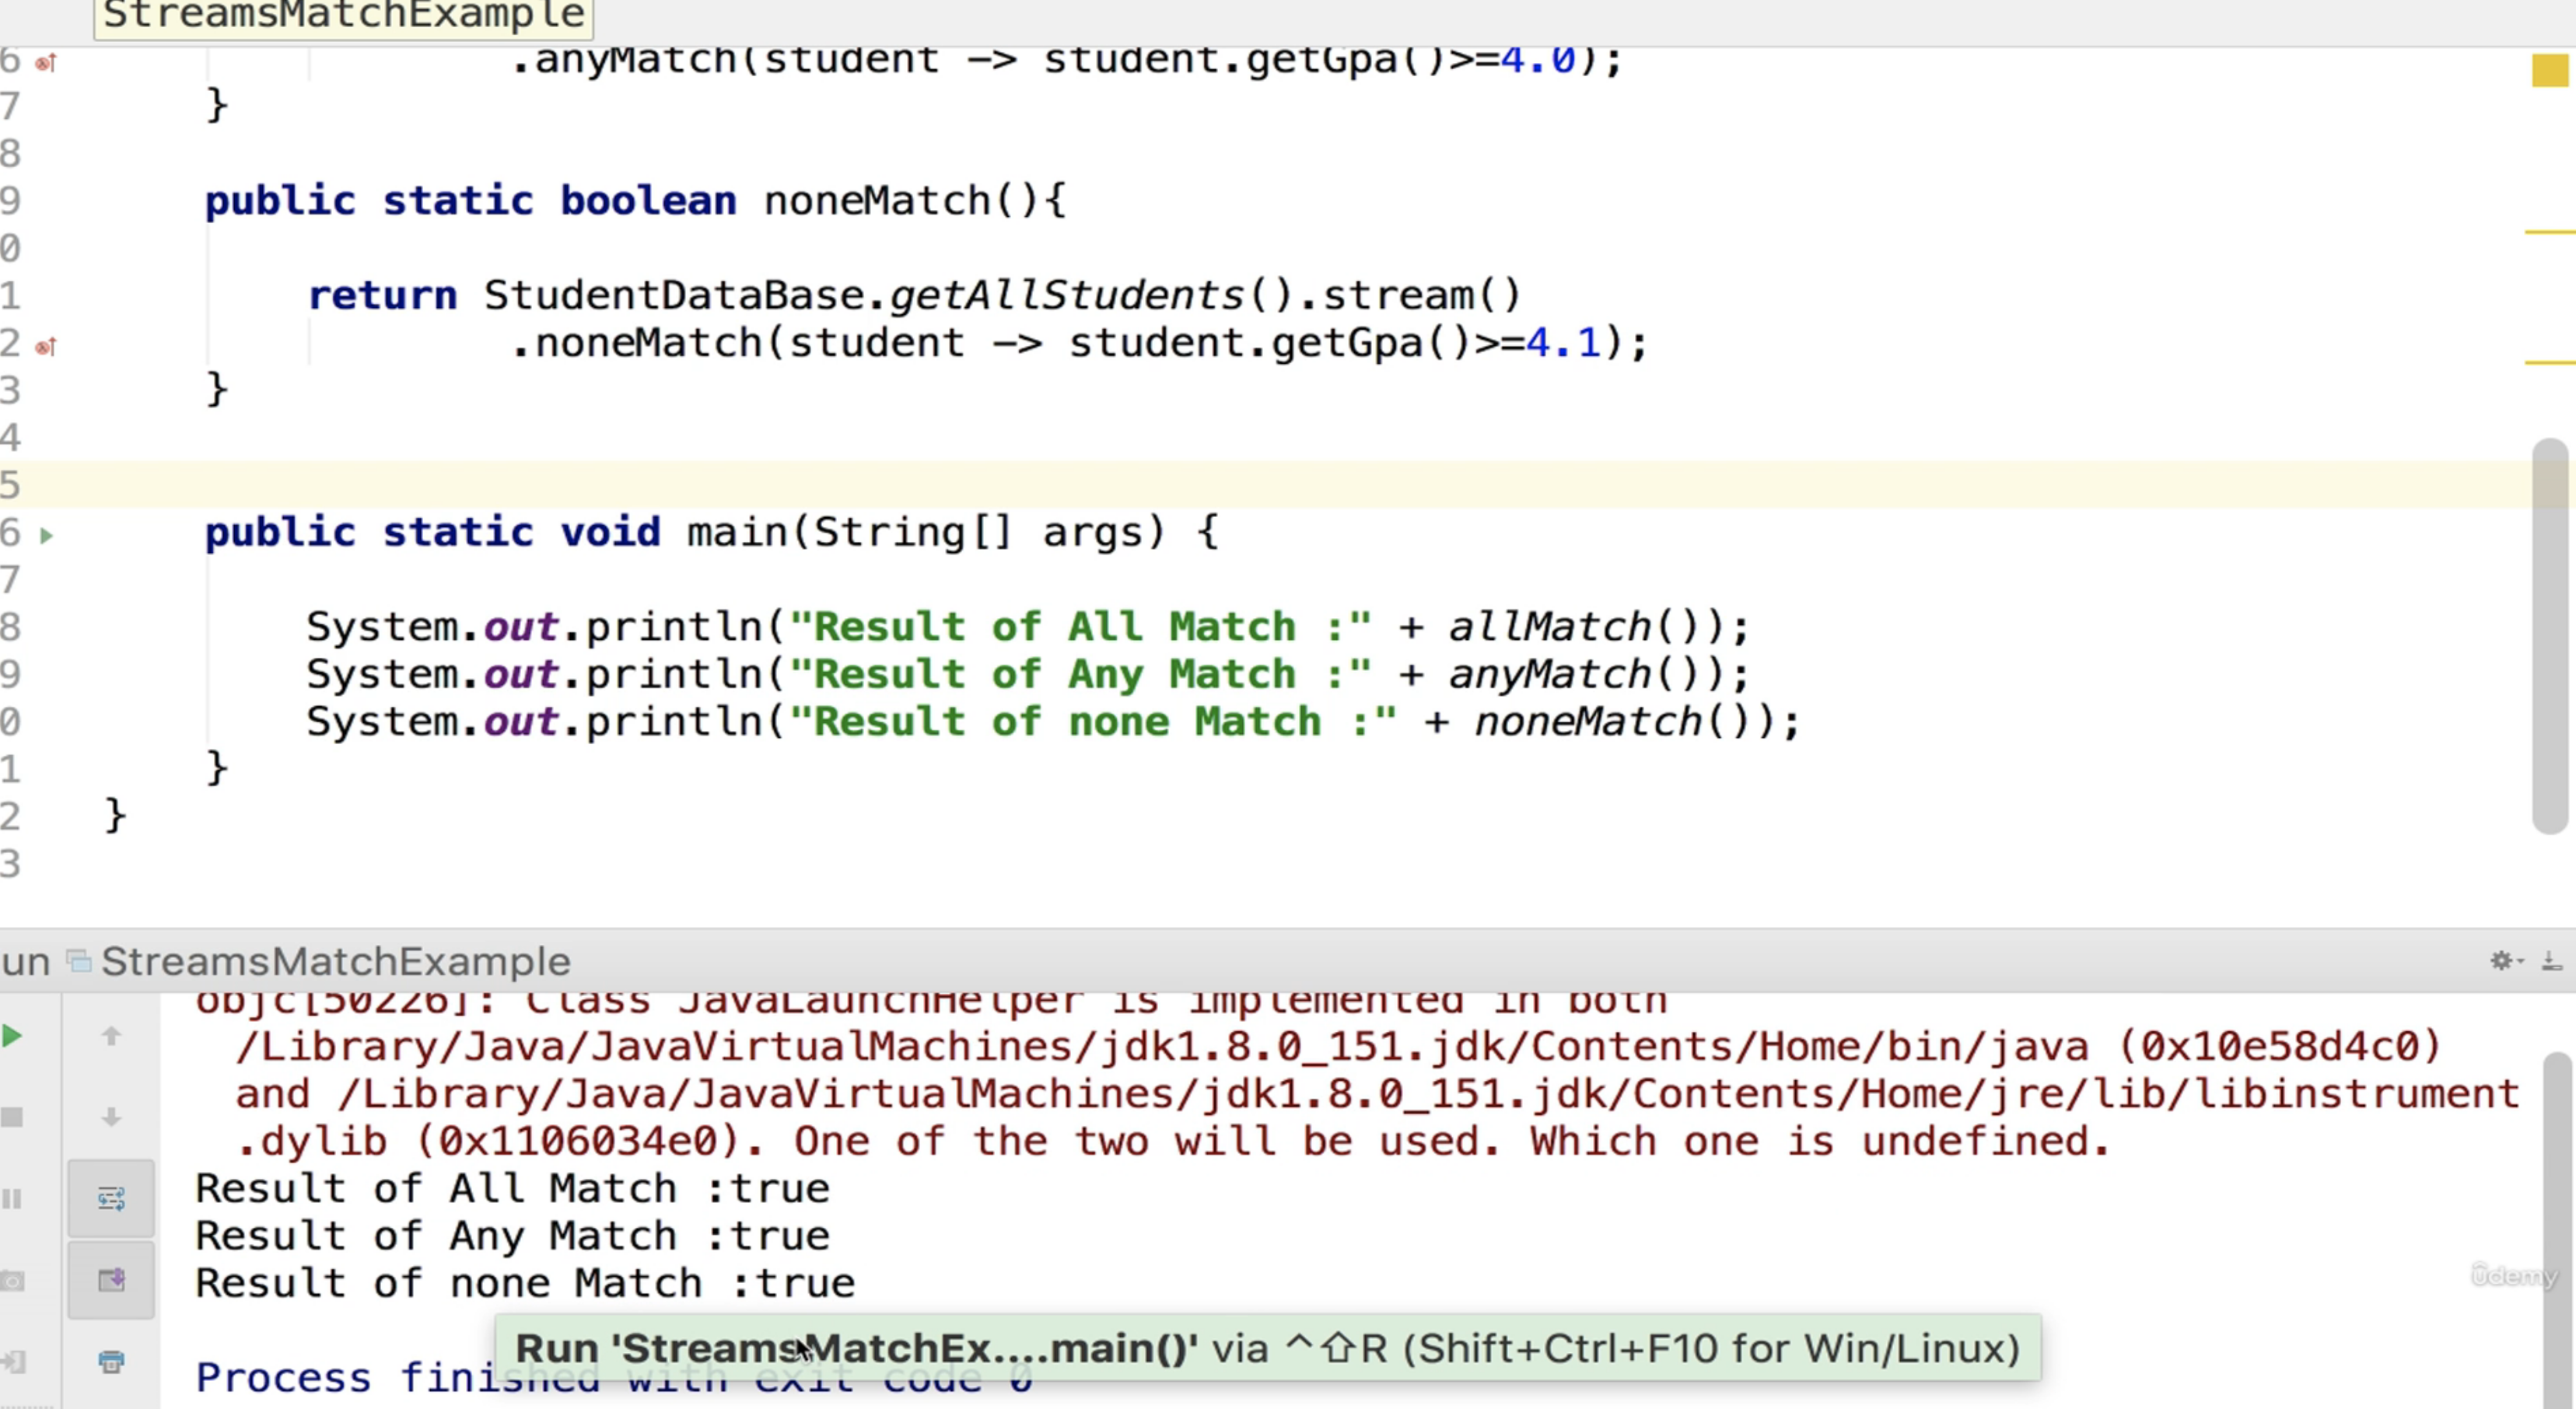 StreamsMatchExample
6 .anyMatch(student -> student.getGpa()>=4.0);
7 }
8
9 public static boolean noneMatch(){
0
1 return StudentDataBase.getAllStudents().stream()
2 .noneMatch(student -> student.getGpa()>=4.1);
3 }
4
5
6 public static void main(String[] args) {
7
8 System.out.println("Result of All Match :" + allMatch());
9 System.out.println("Result of Any Match :" + anyMatch());
0 System.out.println("Result of none Match :" + noneMatch());
1 }
2 }
3
un StreamsMatchExample
objc[50226]: Class JavaLaunchHelper is implemented in both
/Library/Java/JavaVirtualMachines/jdk1.8.0_151.jdk/Contents/Home/bin/java (0x10e58d4c0)
and /Library/Java/JavaVirtualMachines/jdk1.8.0_151.jdk/Contents/Home/jre/lib/libinstrument
.dylib (0x1106034e0). One of the two will be used. Which one is undefined.
Result of All Match :true
Result of Any Match :true
Result of none Match :true
ûdemy
Run 'StreamsMatchEx....main()' via ^⇧R (Shift+Ctrl+F10 for Win/Linux)
Process finished with exit code 0